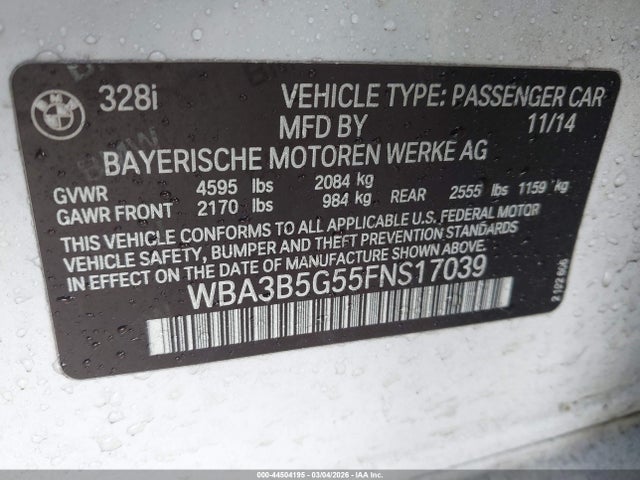 328i VEHICLE TYPE: PASSENGER CAR
MFD BY 11/14
BAYERISCHE MOTOREN WERKE AG
GVWR 4595 lbs 2084 kg
GAWR FRONT 2170 lbs 984 kg REAR 2555 lbs 1159 kg
THIS VEHICLE CONFORMS TO ALL APPLICABLE U.S. FEDERAL MOTOR
VEHICLE SAFETY, BUMPER AND THEFT PREVENTION STANDARDS
IN EFFECT ON THE DATE OF MANUFACTURE SHOWN ABOVE.
WBA3B5G55FNS17039
000-44504195 - 03/04/2026 - IAA, Inc.